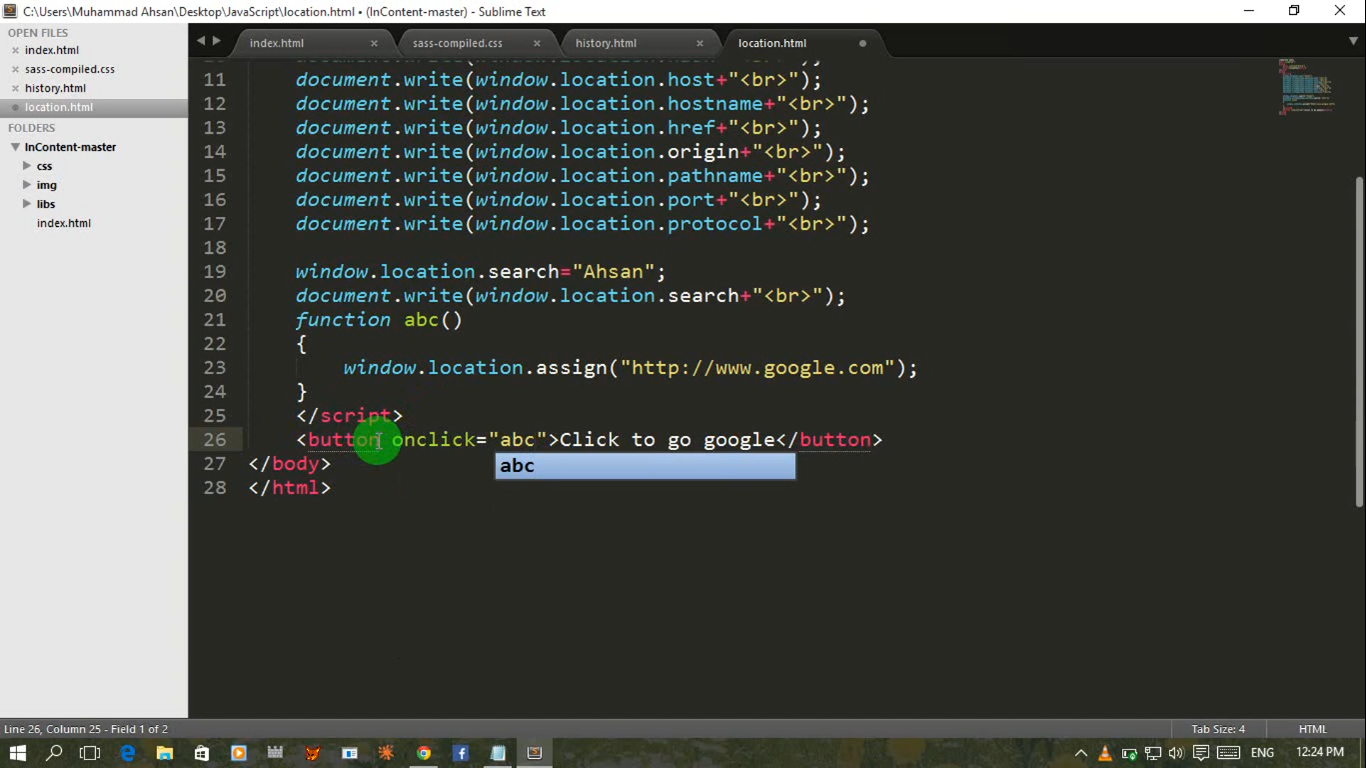 C:\Users\Muhammad Ahsan\Desktop\JavaScript\location.html • (InContent-master) - Sublime Text
OPEN FILES
index.html
sass-compiled.css
history.html
location.html
FOLDERS
InContent-master
css
img
libs
index.html
index.html
sass-compiled.css
history.html
location.html
11 document.write(window.location.host+"<br>");
12 document.write(window.location.hostname+"<br>");
13 document.write(window.location.href+"<br>");
14 document.write(window.location.origin+"<br>");
15 document.write(window.location.pathname+"<br>");
16 document.write(window.location.port+"<br>");
17 document.write(window.location.protocol+"<br>");
18
19 window.location.search="Ahsan";
20 document.write(window.location.search+"<br>");
21 function abc()
22 {
23 window.location.assign("http://www.google.com");
24 }
25 </script>
26 <button onclick="abc">Click to go google</button>
abc
27 </body>
28 </html>
Line 26, Column 25 - Field 1 of 2
Tab Size: 4
HTML
ENG
12:24 PM